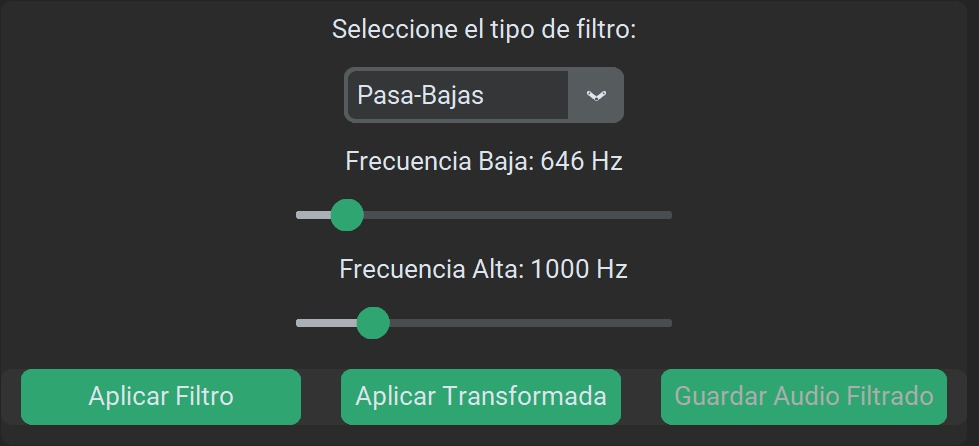 Seleccione el tipo de filtro:
Pasa-Bajas
Frecuencia Baja: 646 Hz
Frecuencia Alta: 1000 Hz
Aplicar Filtro
Aplicar Transformada
Guardar Audio Filtrado